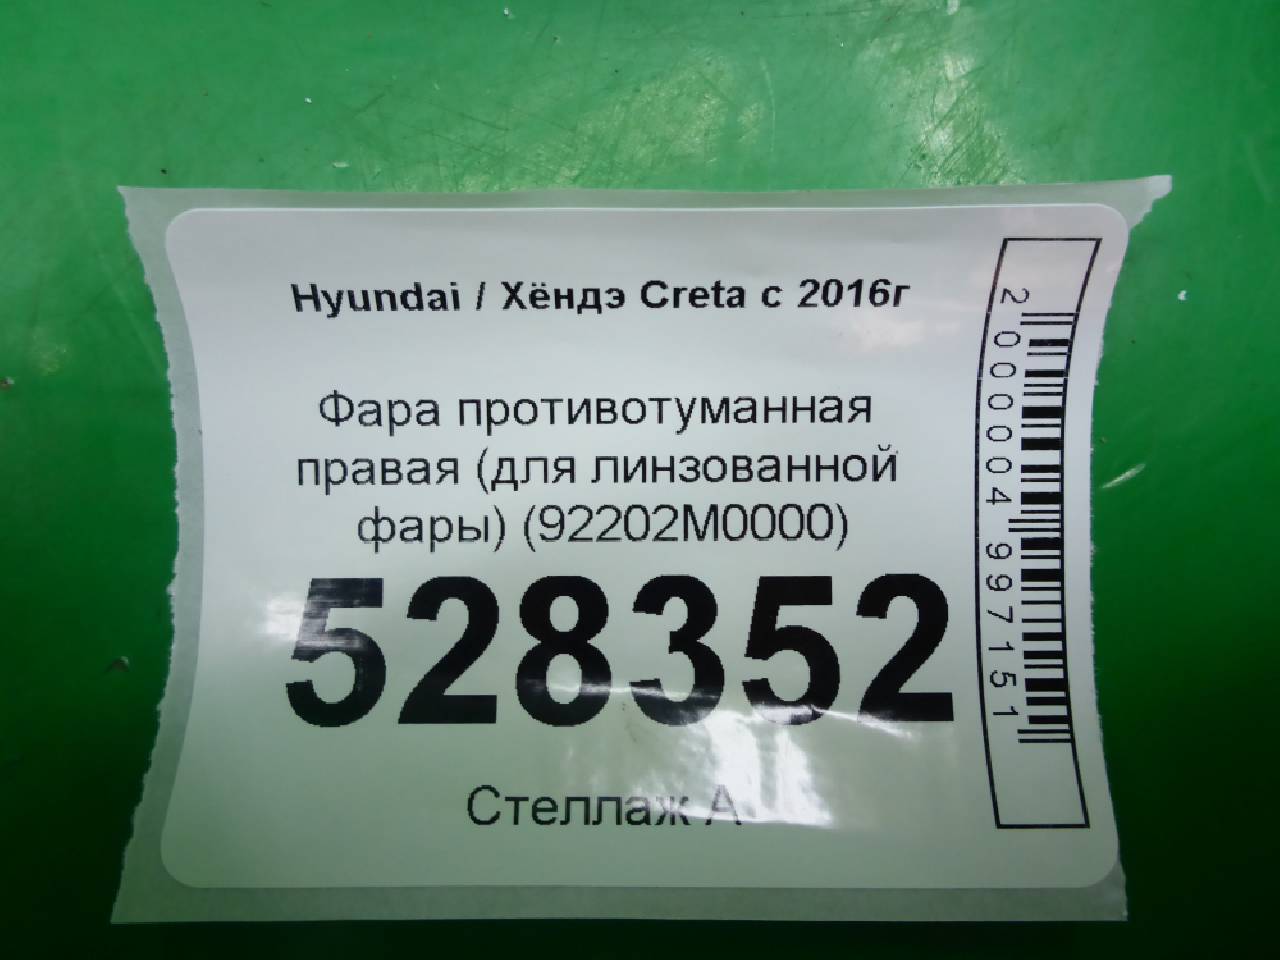 Hyundai / Хёндэ Creta с 2016г
Фара противотуманная
правая (для линзованной
фары) (92202M0000)
528352
Стеллаж А
2000004997151